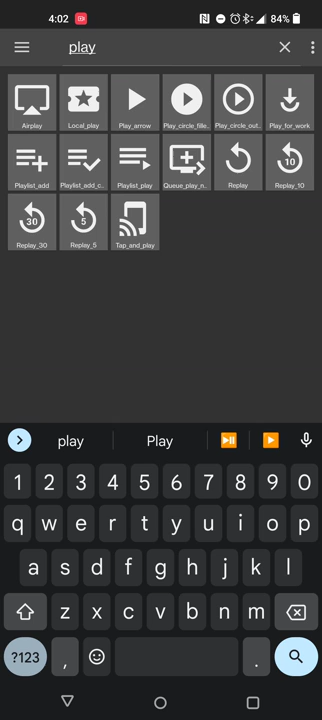 4:02 84%
play
Airplay Local_play Play_arrow Play_circle_fille.. Play_circle_out.. Play_for_work
10
Playlist_add Playlist_add_c.. Playlist_play Queue_play_n.. Replay Replay_10
30 5
Replay_30 Replay_5 Tap_and_play
play Play
1 2 3 4 5 6 7 8 9 0
q w e r t y u i o p
a s d f g h j k l
z x c v b n m
?123 , .